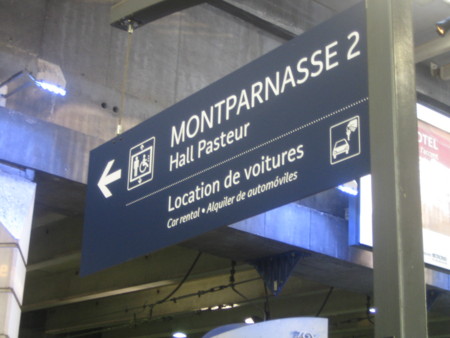 MONTPARNASSE 2
Hall Pasteur
Location de voitures
Car rental • Alquiler de automóviles